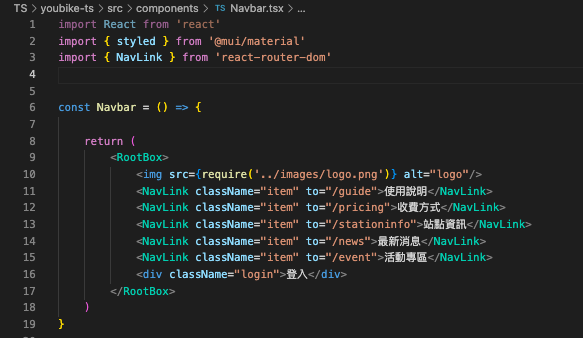 TS > youbike-ts > src > components > TS Navbar.tsx > ...
1 import React from 'react'
2 import { styled } from '@mui/material'
3 import { NavLink } from 'react-router-dom'
4
5
6 const Navbar = () => {
7
8 return (
9 <RootBox>
10 <img src={require('../images/logo.png')} alt="logo"/>
11 <NavLink className="item" to="/guide">使用說明</NavLink>
12 <NavLink className="item" to="/pricing">收費方式</NavLink>
13 <NavLink className="item" to="/stationinfo">站點資訊</NavLink>
14 <NavLink className="item" to="/news">最新消息</NavLink>
15 <NavLink className="item" to="/event">活動專區</NavLink>
16 <div className="login">登入</div>
17 </RootBox>
18 )
19 }